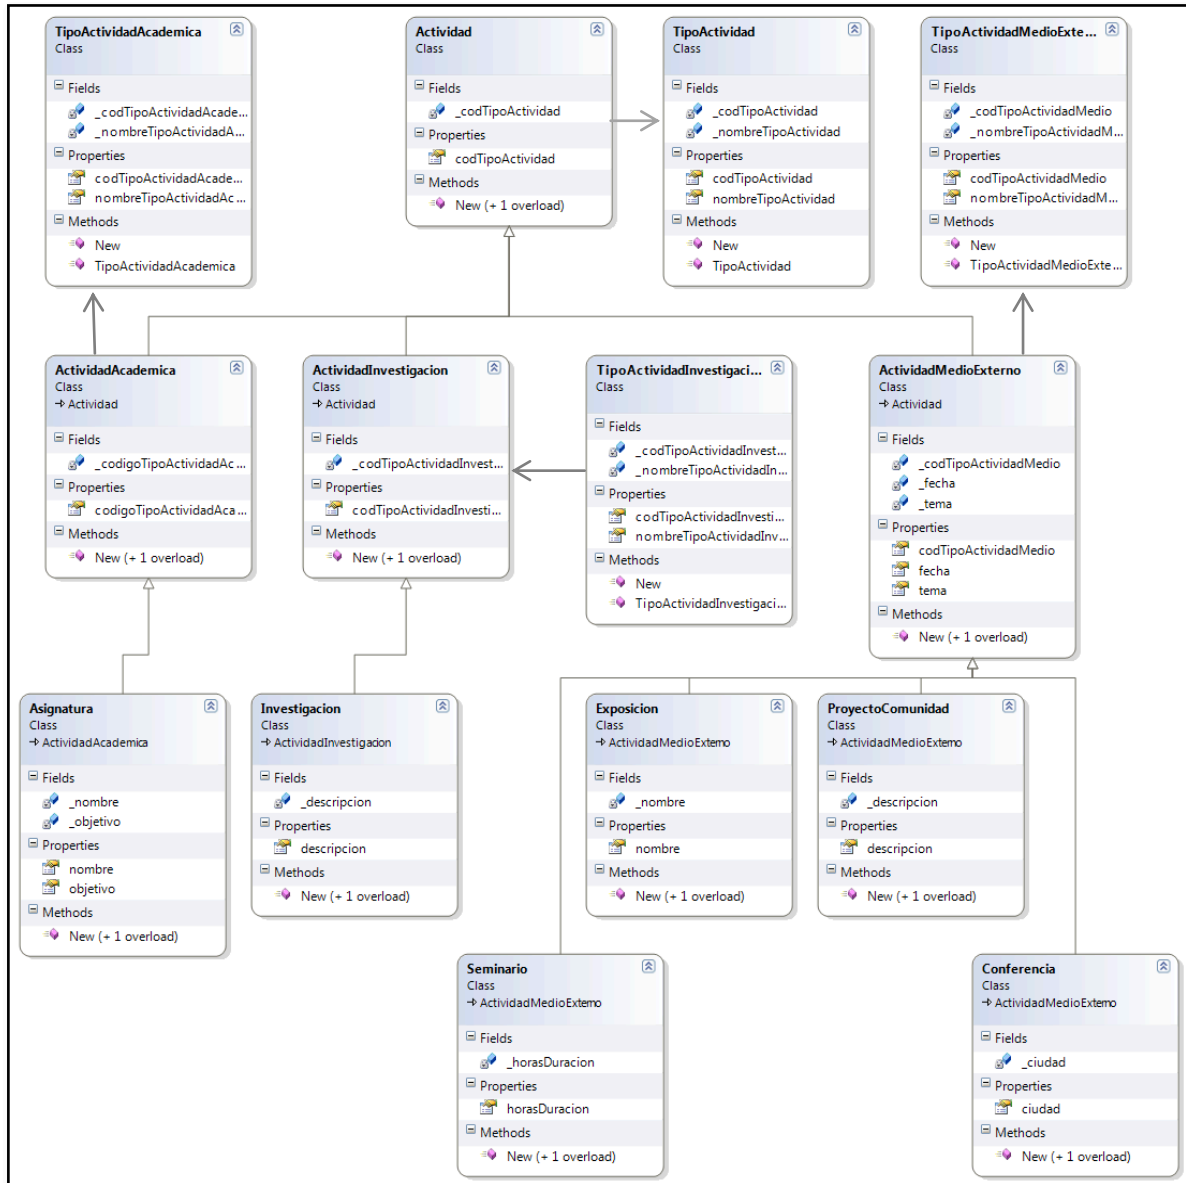 TipoActividadAcademica
Class
Fields
_codTipoActividadAcade...
_nombreTipoActividadA...
Properties
codTipoActividadAcade...
nombreTipoActividadAc...
Methods
New
TipoActividadAcademica
Actividad
Class
Fields
_codTipoActividad
Properties
codTipoActividad
Methods
New (+ 1 overload)
TipoActividad
Class
Fields
_codTipoActividad
_nombreTipoActividad
Properties
codTipoActividad
nombreTipoActividad
Methods
New
TipoActividad
TipoActividadMedioExte...
Class
Fields
_codTipoActividadMedio
_nombreTipoActividadM...
Properties
codTipoActividadMedio
nombreTipoActividadM...
Methods
New
TipoActividadMedioExte...
ActividadAcademica
Class
Actividad
Fields
_codigoTipoActividadAc...
Properties
codigoTipoActividadAca...
Methods
New (+ 1 overload)
ActividadInvestigacion
Class
Actividad
Fields
_codTipoActividadInvest...
Properties
codTipoActividadInvesti...
Methods
New (+ 1 overload)
TipoActividadInvestigaci...
Class
Fields
_codTipoActividadInvest...
_nombreTipoActividadIn...
Properties
codTipoActividadInvesti...
nombreTipoActividadInv...
Methods
New
TipoActividadInvestigaci...
ActividadMedioExterno
Class
Actividad
Fields
_codTipoActividadMedio
_fecha
_tema
Properties
codTipoActividadMedio
fecha
tema
Methods
New (+ 1 overload)
Asignatura
Class
ActividadAcademica
Fields
_nombre
_objetivo
Properties
nombre
objetivo
Methods
New (+ 1 overload)
Investigacion
Class
ActividadInvestigacion
Fields
_descripcion
Properties
descripcion
Methods
New (+ 1 overload)
Exposicion
Class
ActividadMedioExterno
Fields
_nombre
Properties
nombre
Methods
New (+ 1 overload)
ProyectoComunidad
Class
ActividadMedioExterno
Fields
_descripcion
Properties
descripcion
Methods
New (+ 1 overload)
Seminario
Class
ActividadMedioExterno
Fields
_horasDuracion
Properties
horasDuracion
Methods
New (+ 1 overload)
Conferencia
Class
ActividadMedioExterno
Fields
_ciudad
Properties
ciudad
Methods
New (+ 1 overload)